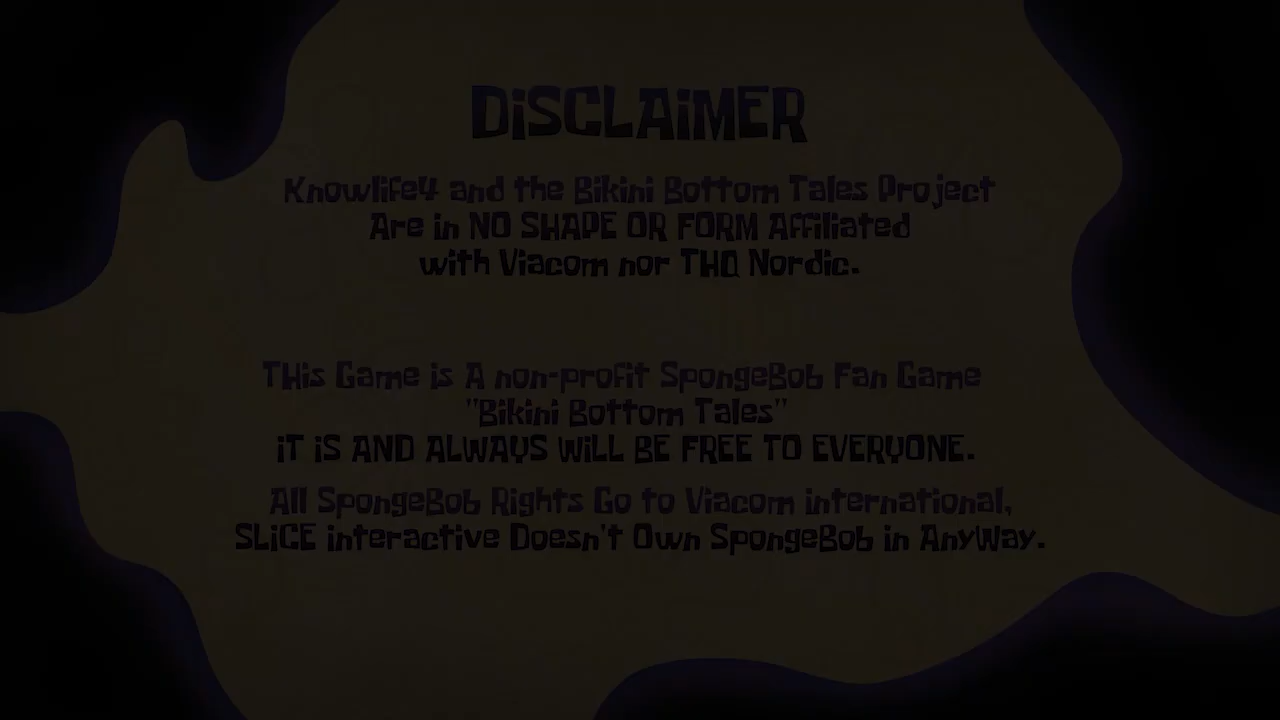 DiSCLAiMER
Knowlife4 and the Bikini Bottom Tales Project
Are in NO SHAPE OR FORM Affiliated
with Viacom nor THQ Nordic.
THis Game is A non-profit SpongeBob Fan Game
"Bikini Bottom Tales"
iT iS AND ALWAYS WiLL BE FREE TO EVERYONE.
All SpongeBob Rights Go to Viacom international,
SLiCE interactive Doesn't Own SpongeBob in AnyWay.